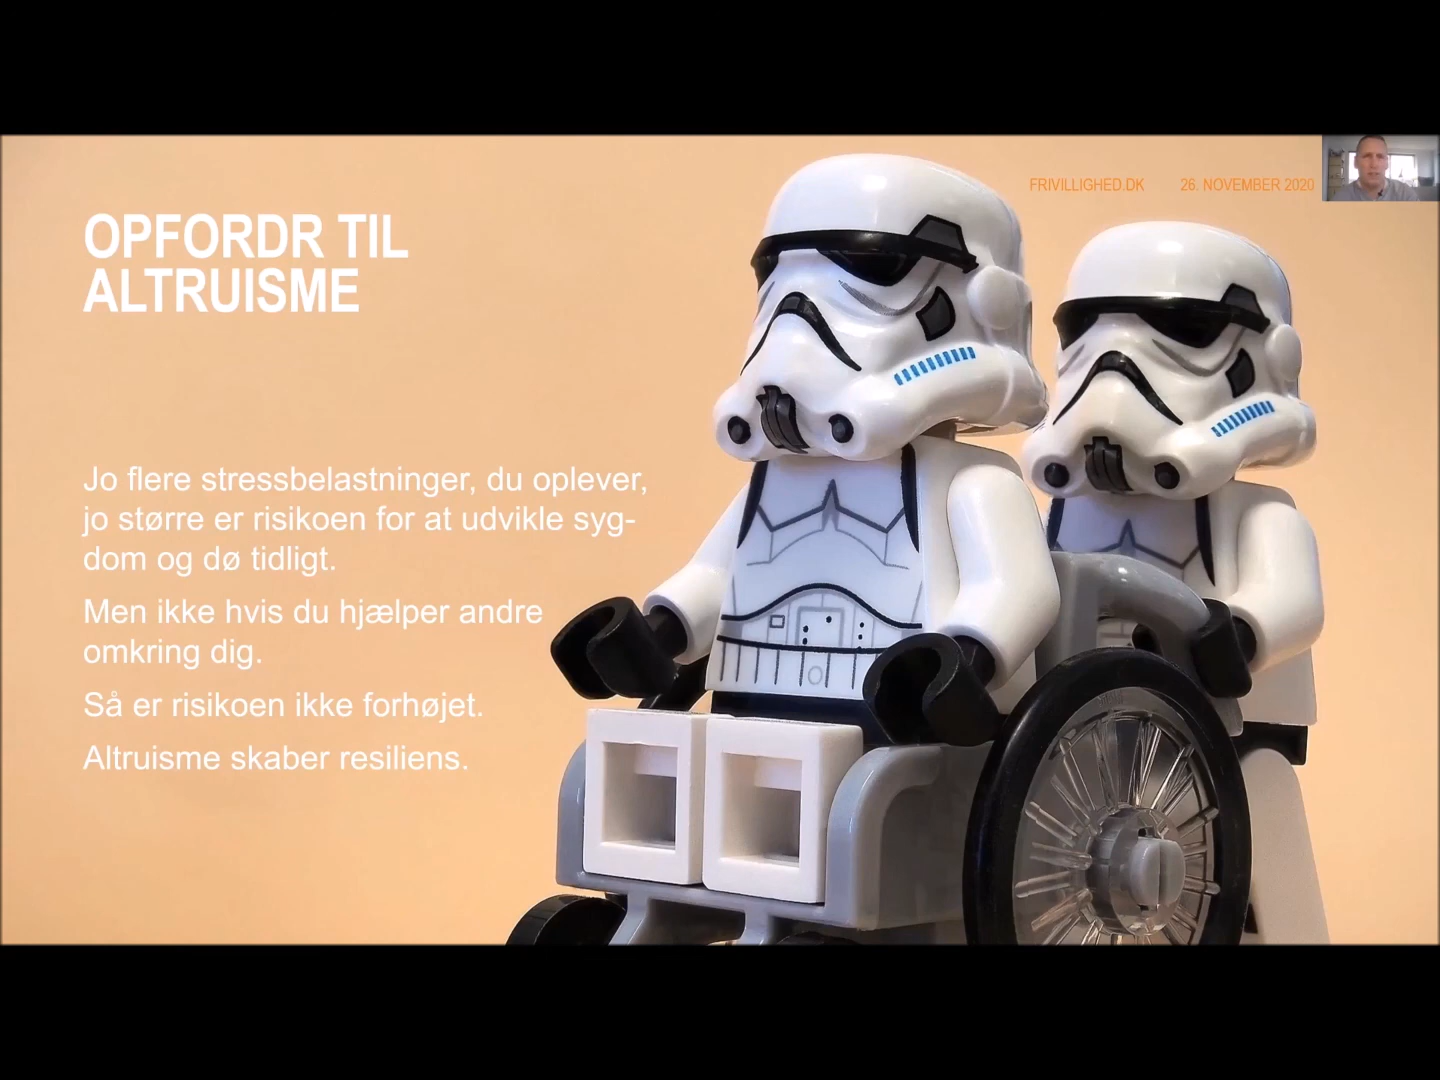 FRIVILLIGHED.DK 26. NOVEMBER 2020
OPFORDR TIL
ALTRUISME
Jo flere stressbelastninger, du oplever,
jo større er risikoen for at udvikle syg-
dom og dø tidligt.
Men ikke hvis du hjælper andre
omkring dig.
Så er risikoen ikke forhøjet.
Altruisme skaber resiliens.